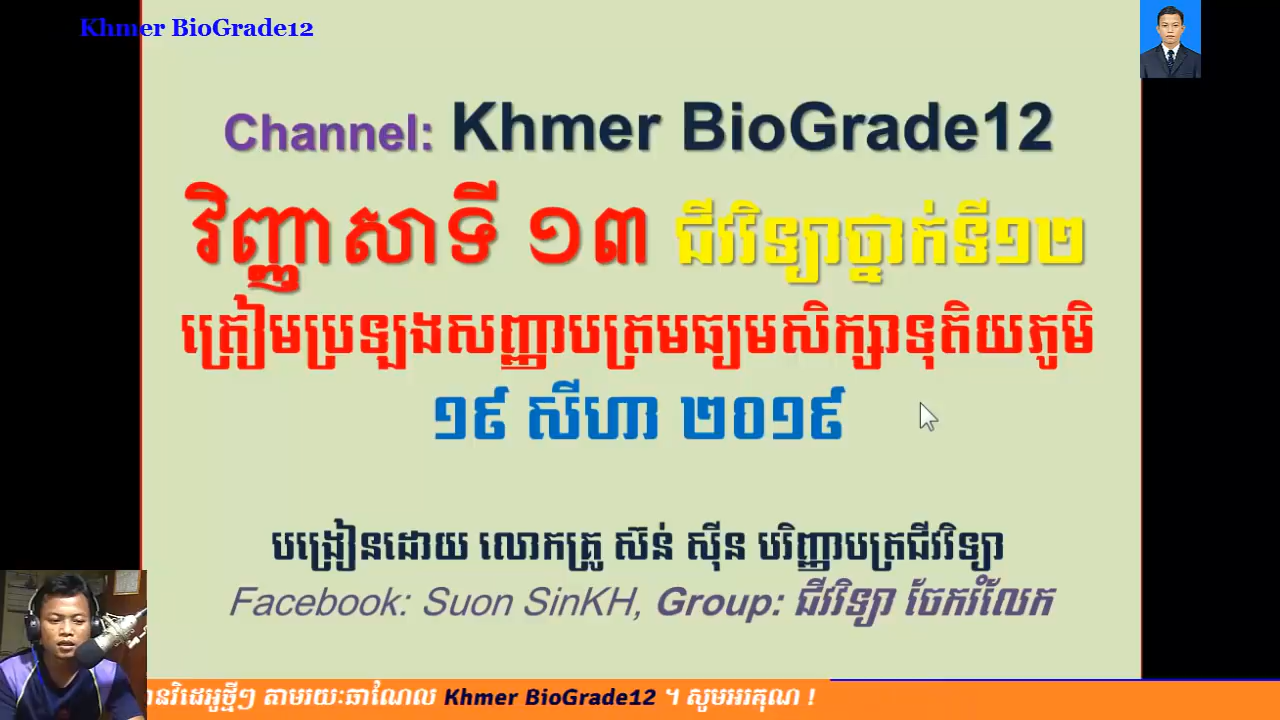 Khmer BioGrade12
Channel: Khmer BioGrade12
វិញ្ញាសាទី ១៣ ជីវវិទ្យាថ្នាក់ទី១២
ត្រៀមប្រឡងសញ្ញាបត្រមធ្យមសិក្សាទុតិយភូមិ
១៩ សីហា ២០១៩
បង្រៀនដោយ លោកគ្រូ ស៊ន់ ស៊ីន បរិញ្ញាបត្រជីវវិទ្យា
Facebook: Suon SinKH, Group: ជីវវិទ្យា ចែករំលែក
វិដេអូថ្មីៗ តាមរយៈឆាណែល Khmer BioGrade12 ។ សូមអរគុណ !